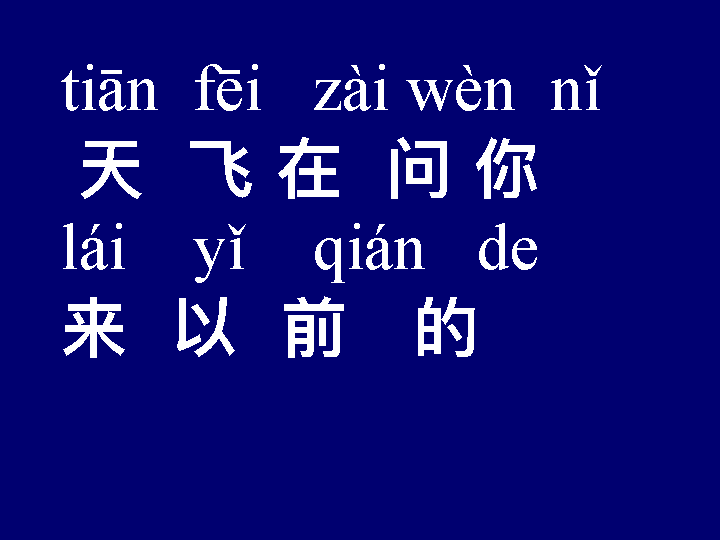 tiān fēi zài wèn nǐ
天 飞 在 问 你
lái yǐ qián de
来 以 前 的